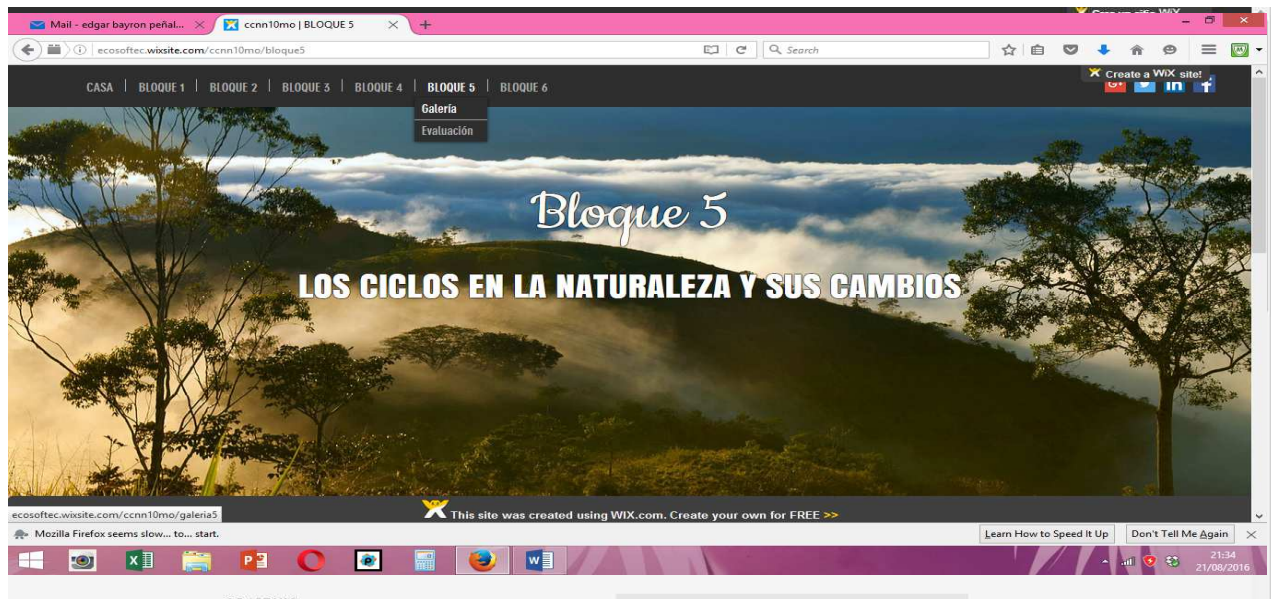 Mail - edgar bayron peñal...
ccnn10mo | BLOQUE 5
ecosoftec.wixsite.com/ccnn10mo/bloque5
Search
CASA | BLOQUE 1 | BLOQUE 2 | BLOQUE 3 | BLOQUE 4 | BLOQUE 5 | BLOQUE 6
Create a WiX site!
Galería
Evaluación
Bloque 5
LOS CICLOS EN LA NATURALEZA Y SUS CAMBIOS
ecosoftec.wixsite.com/ccnn10mo/galeria5
This site was created using WIX.com. Create your own for FREE >>
Mozilla Firefox seems slow... to... start.
Learn How to Speed It Up
Don't Tell Me Again
21:34
21/08/2016